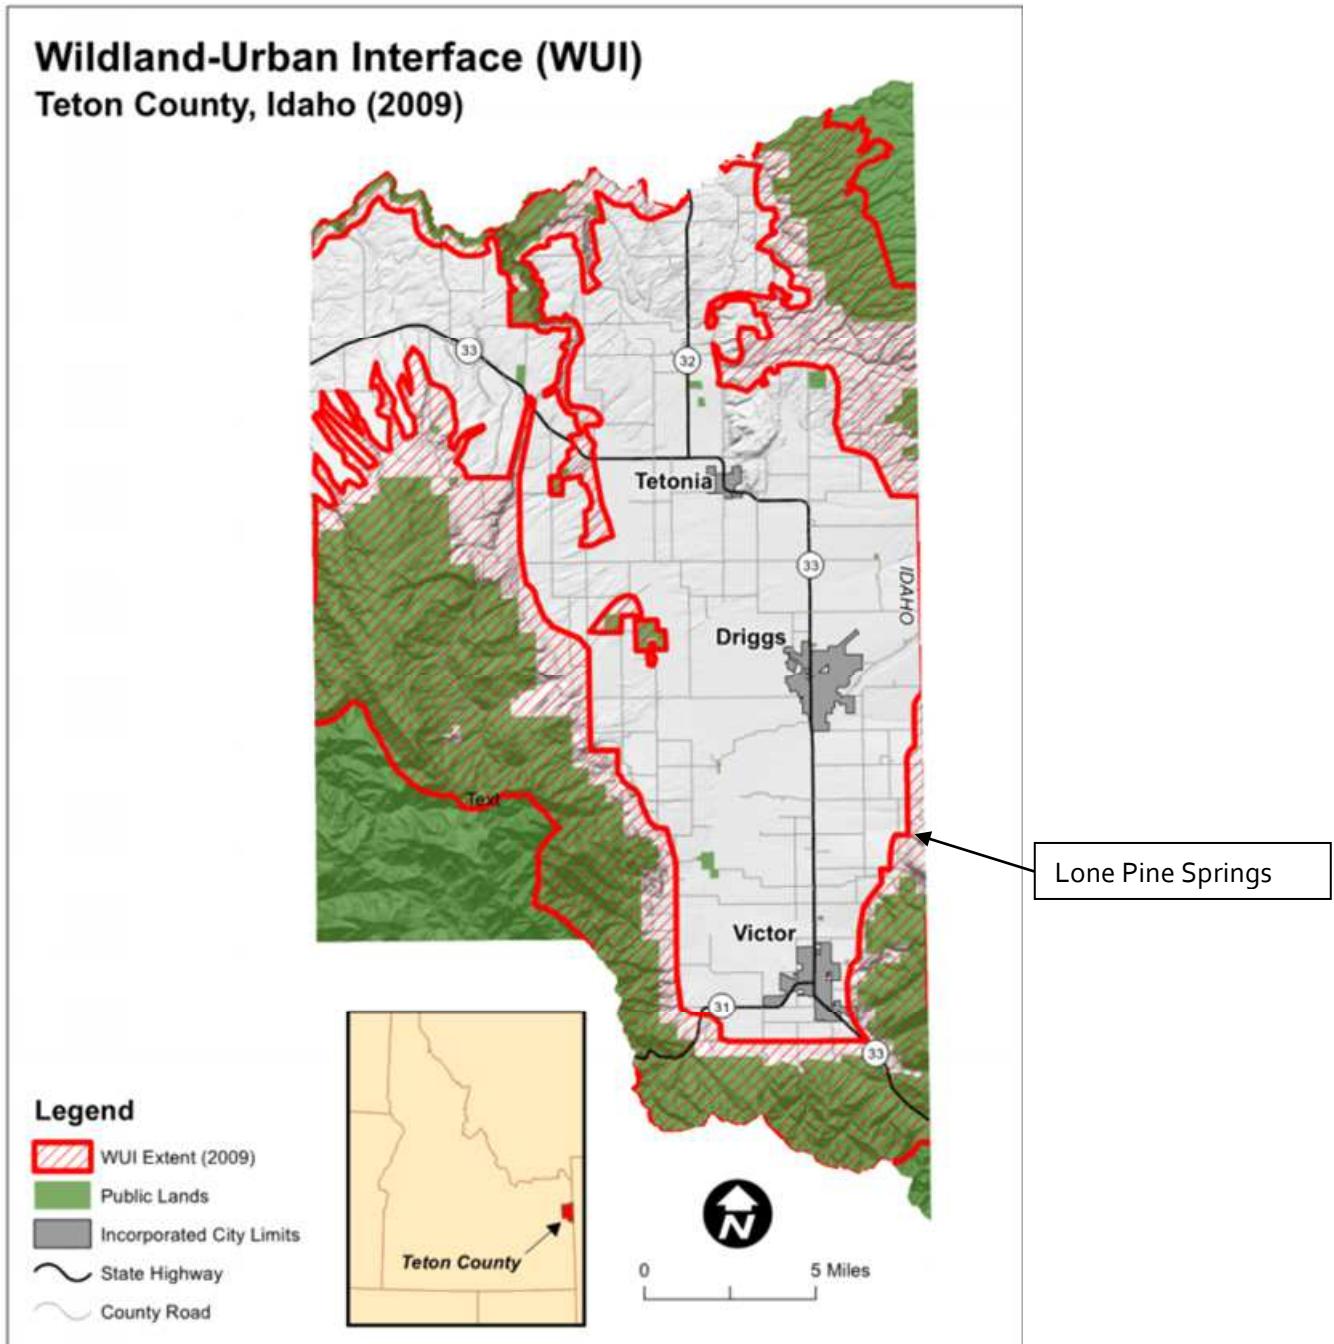 Wildland-Urban Interface (WUI)
Teton County, Idaho (2009)
33
32
Tetonia
33
IDAHO
Driggs
Text
Lone Pine Springs
Victor
31
33
Legend
WUI Extent (2009)
Public Lands
Incorporated City Limits
State Highway
County Road
Teton County
N
0 5 Miles